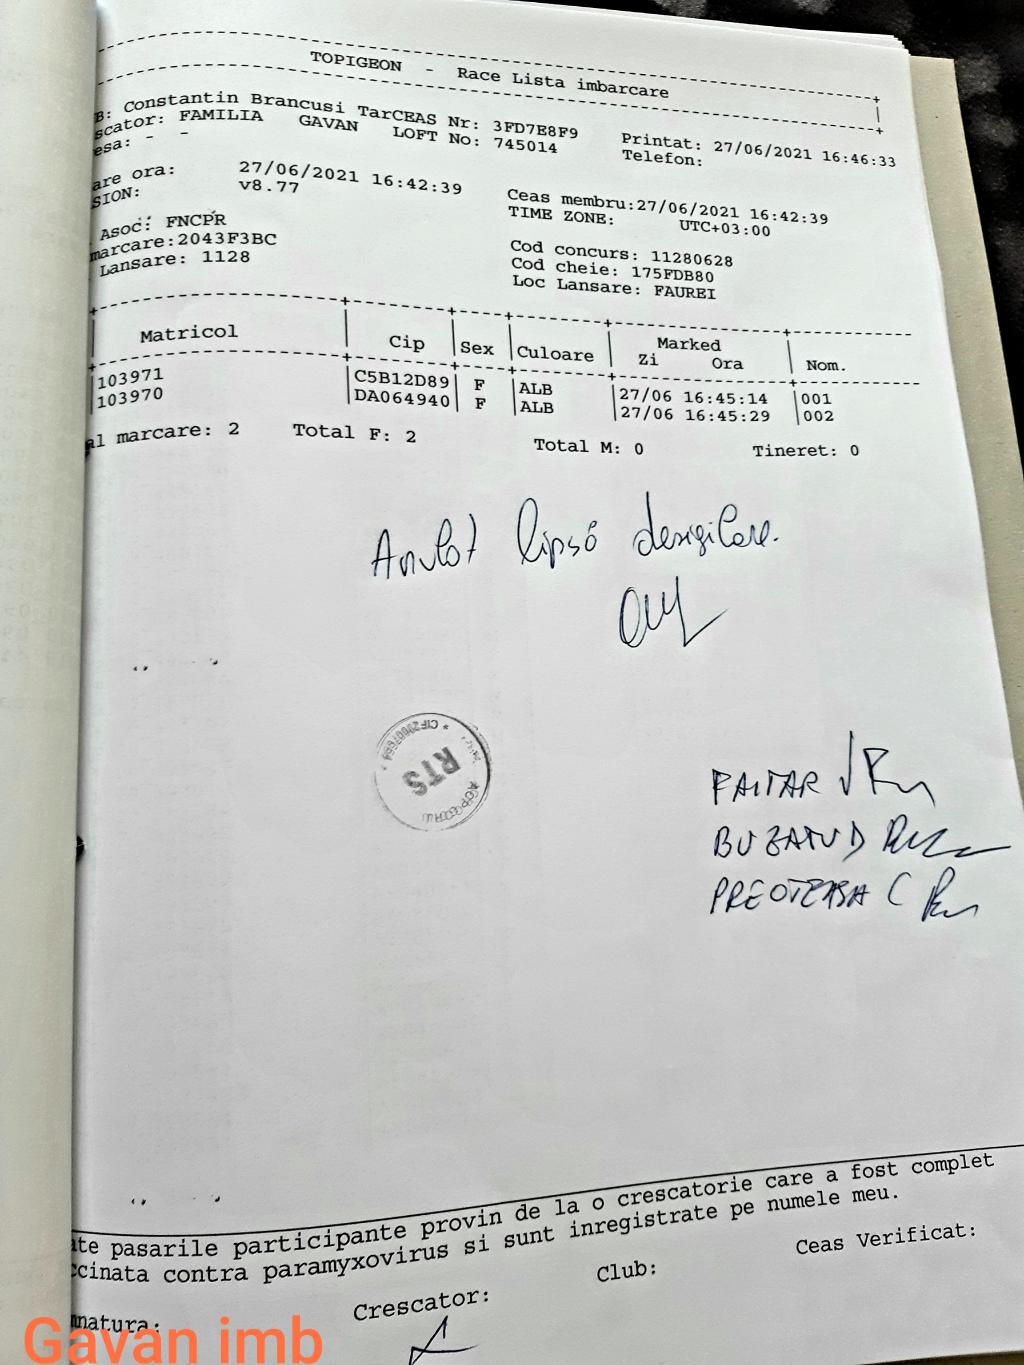 TOPIGEON - Race Lista imbarcare
B: Constantin Brancusi TarCEAS Nr: 3FD7E8F9 Printat: 27/06/2021 16:46:33
scator: FAMILIA GAVAN LOFT No: 745014 Telefon:
esa: - -
are ora: 27/06/2021 16:42:39 Ceas membru:27/06/2021 16:42:39
SION: v8.77 TIME ZONE: UTC+03:00
Asoc: FNCPR Cod concurs: 11280628
marcare:2043F3BC Cod cheie: 175FDB80
Lansare: 1128 Loc Lansare: FAUREI
Matricol Cip Sex Culoare Marked Nom.
Zi Ora
103971 C5B12D89 F ALB 27/06 16:45:14 001
103970 DA064940 F ALB 27/06 16:45:29 002
al marcare: 2 Total F: 2 Total M: 0 Tineret: 0
Anulat lipsă desigilare.
* CIF29007664 *
RTS
PAITAR
BUZATU D
PREOTEASA C
ate pasarile participante provin de la o crescatorie care a fost complet
ccinata contra paramyxovirus si sunt inregistrate pe numele meu.
mnatura: Crescator: Club: Ceas Verificat:
Gavan imb